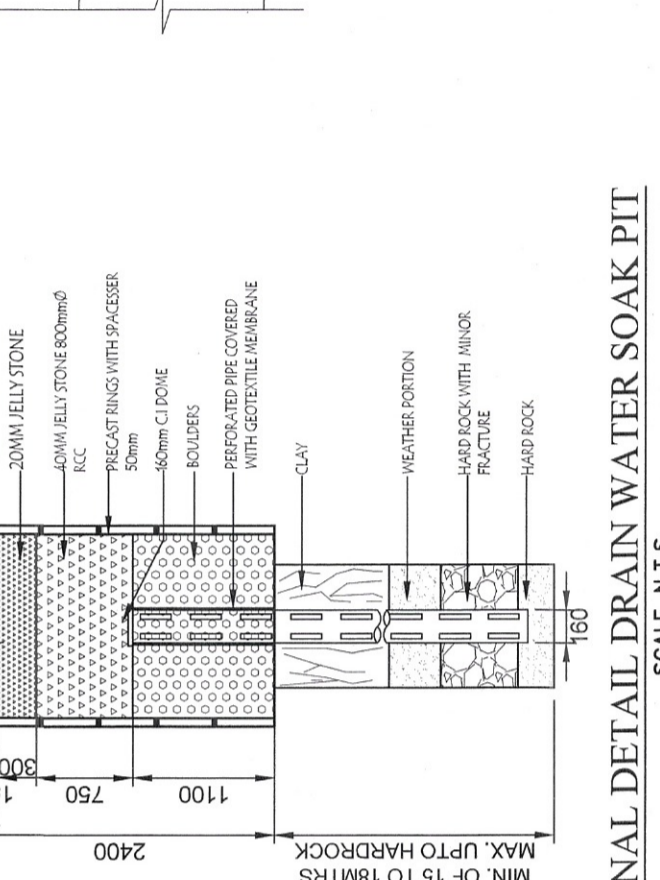 20MM JELLY STONE
40MM JELLY STONE 800mmØ
RCC
PRECAST RINGS WITH SPACESSER
50mm
160mm C.I DOME
BOULDERS
PERFORATED PIPE COVERED
WITH GEOTEXTILE MEMBRANE
CLAY
WEATHER PORTION
HARD ROCK WITH MINOR
FRACTURE
HARD ROCK
300
750
1100
2400
MIN. OF 15 TO 18MTRS
MAX. UPTO HARDROCK
160
NAL DETAIL DRAIN WATER SOAK PIT
SCALE N.T.S